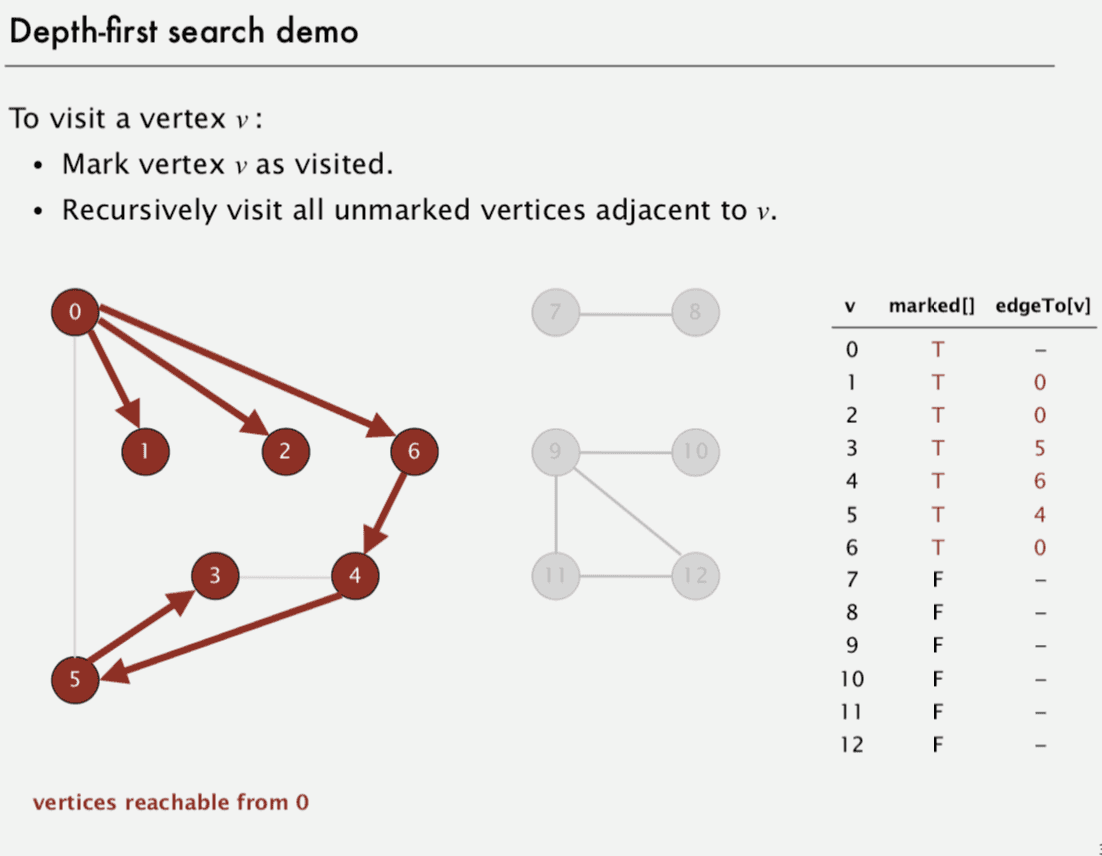 Depth-first search demo
To visit a vertex v :
• Mark vertex v as visited.
• Recursively visit all unmarked vertices adjacent to v.
0
7 8
1 2 6
9 10
3 4
11 12
5
v marked[] edgeTo[v]
0 T –
1 T 0
2 T 0
3 T 5
4 T 6
5 T 4
6 T 0
7 F –
8 F –
9 F –
10 F –
11 F –
12 F –
vertices reachable from 0